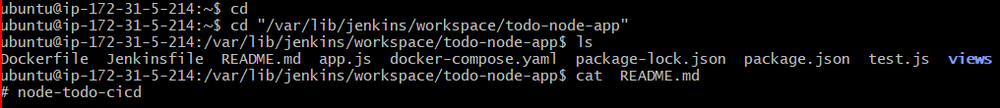 ubuntu@ip-172-31-5-214:~$ cd
ubuntu@ip-172-31-5-214:~$ cd "/var/lib/jenkins/workspace/todo-node-app"
ubuntu@ip-172-31-5-214:/var/lib/jenkins/workspace/todo-node-app$ ls
Dockerfile  Jenkinsfile  README.md  app.js  docker-compose.yaml  package-lock.json  package.json  test.js  views
ubuntu@ip-172-31-5-214:/var/lib/jenkins/workspace/todo-node-app$ cat  README.md
# node-todo-cicd